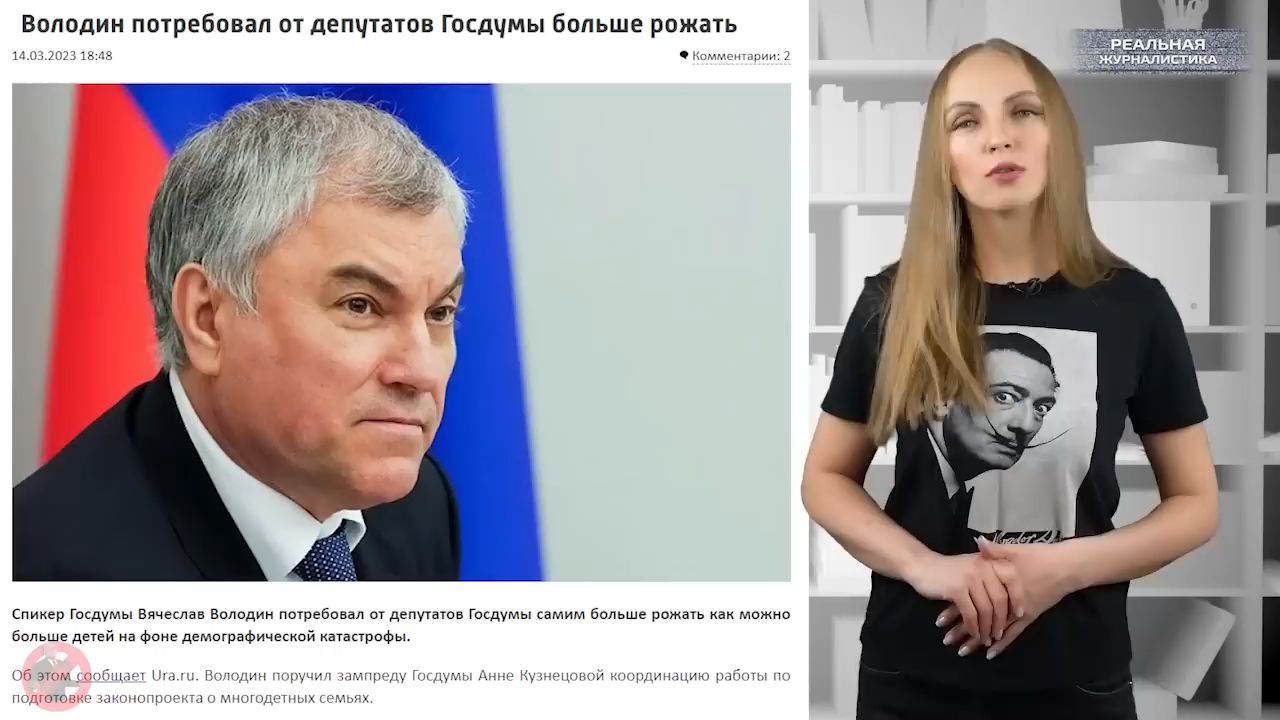 Володин потребовал от депутатов Госдумы больше рожать
14.03.2023 18:48
Комментарии: 2
РЕАЛЬНАЯ
ЖУРНАЛИСТИКА
Спикер Госдумы Вячеслав Володин потребовал от депутатов Госдумы самим больше рожать как можно
больше детей на фоне демографической катастрофы.
Об этом сообщает Ura.ru. Володин поручил зампреду Госдумы Анне Кузнецовой координацию работы по
подготовке законопроекта о многодетных семьях.